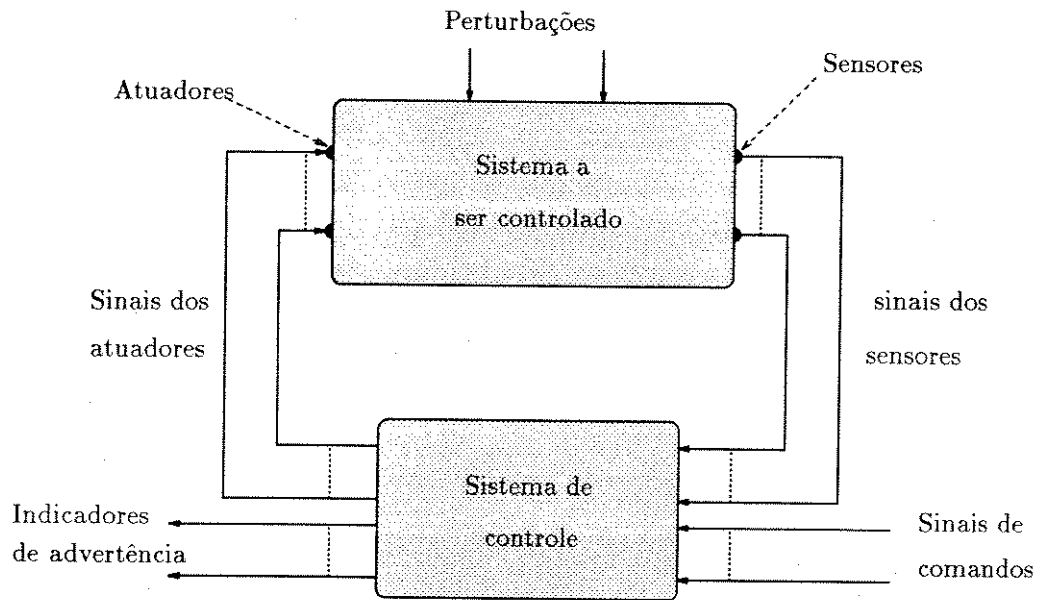 Perturbações
Atuadores
Sensores
Sistema a
ser controlado
Sinais dos
atuadores
sinais dos
sensores
Sistema de
controle
Indicadores
de advertência
Sinais de
comandos